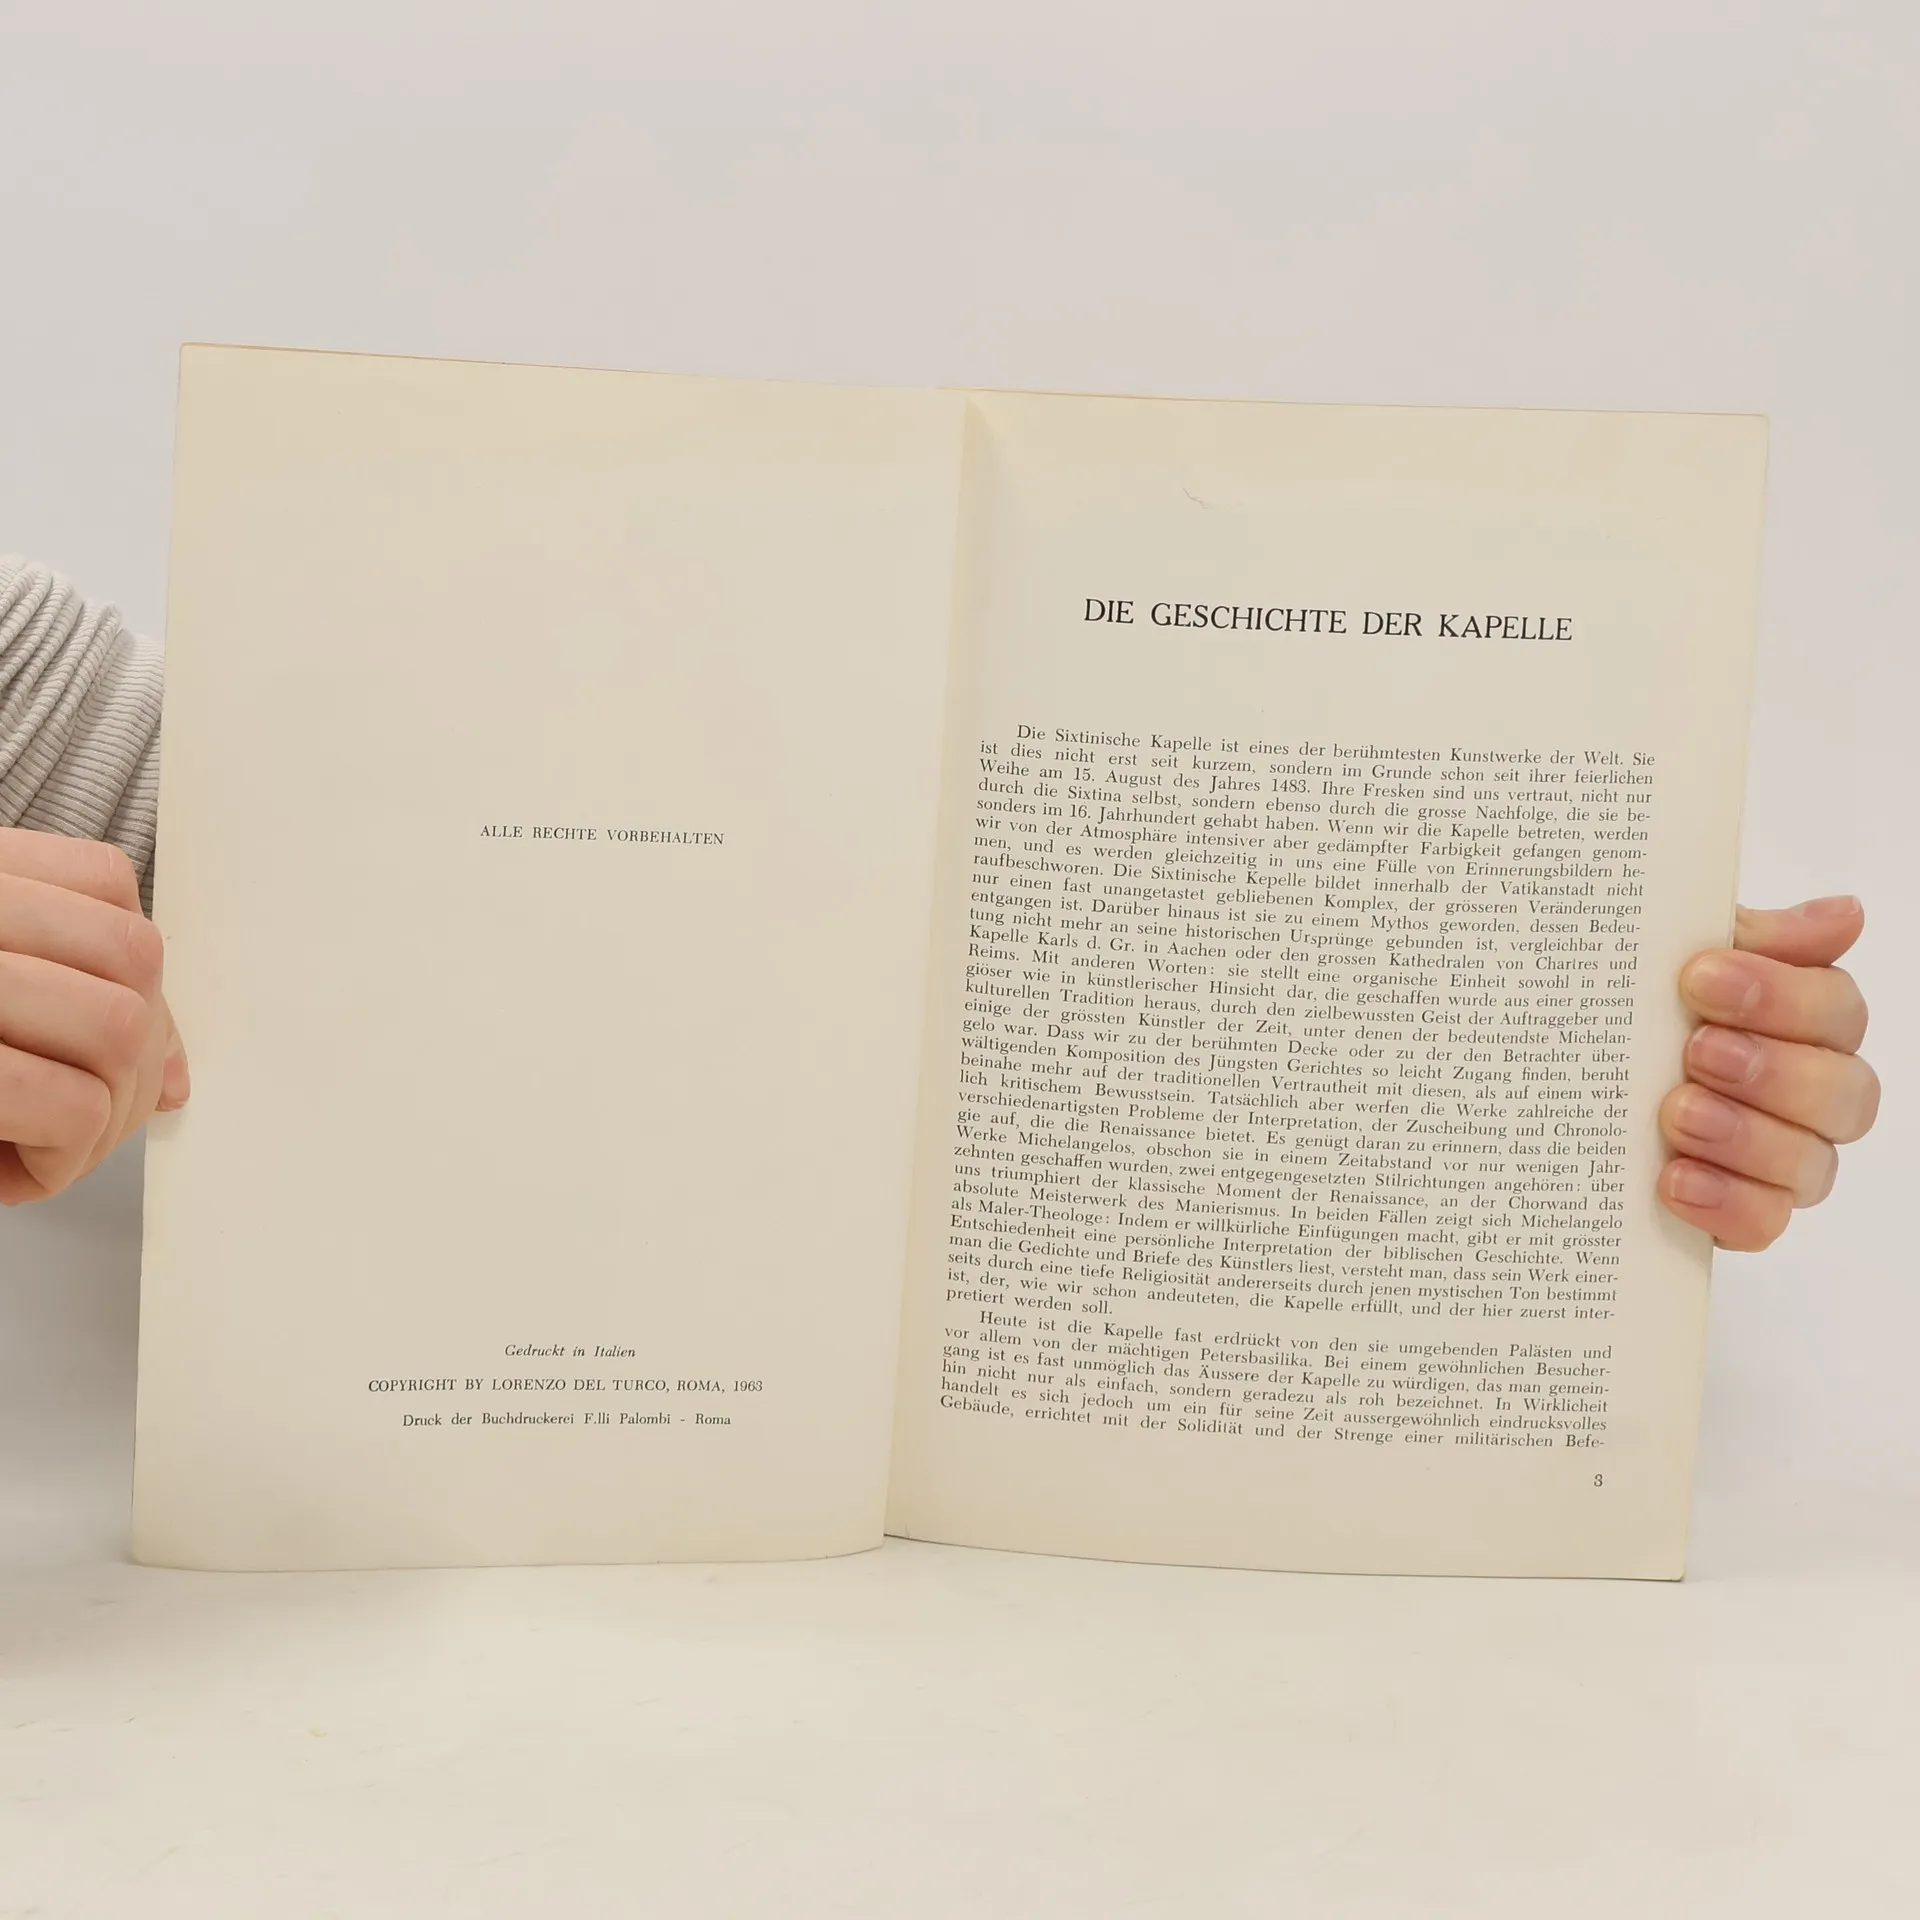 ALLE RECHTE VORBEHALTEN
Gedruckt in Italien
COPYRIGHT BY LORENZO DEL TURCO, ROMA, 1963
Druck der Buchdruckerei F.lli Palombi - Roma
DIE GESCHICHTE DER KAPELLE
Die Sixtinische Kapelle ist eines der berühmtesten Kunstwerke der Welt. Sie
ist dies nicht erst seit kurzem, sondern im Grunde schon seit ihrer feierlichen
Weihe am 15. August des Jahres 1483. Ihre Fresken sind uns vertraut, nicht nur
durch die Sixtina selbst, sondern ebenso durch die grosse Nachfolge, die sie be-
sonders im 16. Jahrhundert gehabt haben. Wenn wir die Kapelle betreten, werden
wir von der Atmosphäre intensiver aber gedämpfter Farbigkeit gefangen genom-
men, und es werden gleichzeitig in uns eine Fülle von Erinnerungsbildern he-
raufbeschworen. Die Sixtinische Kepelle bildet innerhalb der Vatikanstadt nicht
nur einen fast unangetastet gebliebenen Komplex, der grösseren Veränderungen
entgangen ist. Darüber hinaus ist sie zu einem Mythos geworden, dessen Bedeu-
tung nicht mehr an seine historischen Ursprünge gebunden ist, vergleichbar der
Kapelle Karls d. Gr. in Aachen oder den grossen Kathedralen von Chartres und
Reims. Mit anderen Worten: sie stellt eine organische Einheit sowohl in reli-
giöser wie in künstlerischer Hinsicht dar, die geschaffen wurde aus einer grossen
kulturellen Tradition heraus, durch den zielbewussten Geist der Auftraggeber und
einige der grössten Künstler der Zeit, unter denen der bedeutendste Michelan-
gelo war. Dass wir zu der berühmten Decke oder zu der den Betrachter über-
wältigenden Komposition des Jüngsten Gerichtes so leicht Zugang finden, beruht
beinahe mehr auf der traditionellen Vertrautheit mit diesen, als auf einem wirk-
lich kritischem Bewusstsein. Tatsächlich aber werfen die Werke zahlreiche der
verschiedenartigsten Probleme der Interpretation, der Zuscheibung und Chronolo-
gie auf, die die Renaissance bietet. Es genügt daran zu erinnern, dass die beiden
Werke Michelangelos, obschon sie in einem Zeitabstand vor nur wenigen Jahr-
zehnten geschaffen wurden, zwei entgegengesetzten Stilrichtungen angehören: über
uns triumphiert der klassische Moment der Renaissance, an der Chorwand das
absolute Meisterwerk des Manierismus. In beiden Fällen zeigt sich Michelangelo
als Maler-Theologe: Indem er willkürliche Einfügungen macht, gibt er mit grösster
Entschiedenheit eine persönliche Interpretation der biblischen Geschichte. Wenn
man die Gedichte und Briefe des Künstlers liest, versteht man, dass sein Werk einer-
seits durch eine tiefe Religiosität andererseits durch jenen mystischen Ton bestimmt
ist, der, wie wir schon andeuteten, die Kapelle erfüllt, und der hier zuerst inter-
pretiert werden soll.
Heute ist die Kapelle fast erdrückt von den sie umgebenden Palästen und
vor allem von der mächtigen Petersbasilika. Bei einem gewöhnlichen Besucher-
gang ist es fast unmöglich das Äussere der Kapelle zu würdigen, das man gemein-
hin nicht nur als einfach, sondern geradezu als roh bezeichnet. In Wirklichkeit
handelt es sich jedoch um ein für seine Zeit aussergewöhnlich eindrucksvolles
Gebäude, errichtet mit der Solidität und der Strenge einer militärischen Befe-
3